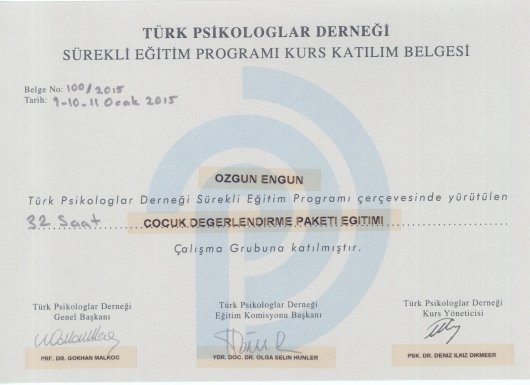 TÜRK PSİKOLOGLAR DERNEĞİ
SÜREKLİ EĞİTİM PROGRAMI KURS KATILIM BELGESİ
Belge No: 100/2015
Tarih: 9-10-11 Ocak 2015
OZGUN ENGUN
Türk Psikologlar Derneği Sürekli Eğitim Programı çerçevesinde yürütülen
32 Saat COCUK DEGERLENDIRME PAKETI EGITIMI
Çalışma Grubuna katılmıştır.
Türk Psikologlar Derneği Türk Psikologlar Derneği Türk Psikologlar Derneği
Genel Başkanı Eğitim Komisyonu Başkanı Kurs Yöneticisi
PRF. DR. GOKHAN MALKOC YDR. DOC. DR. OLGA SELIN HUNLER PSK. DR. DENIZ ILKIZ DIKMEER